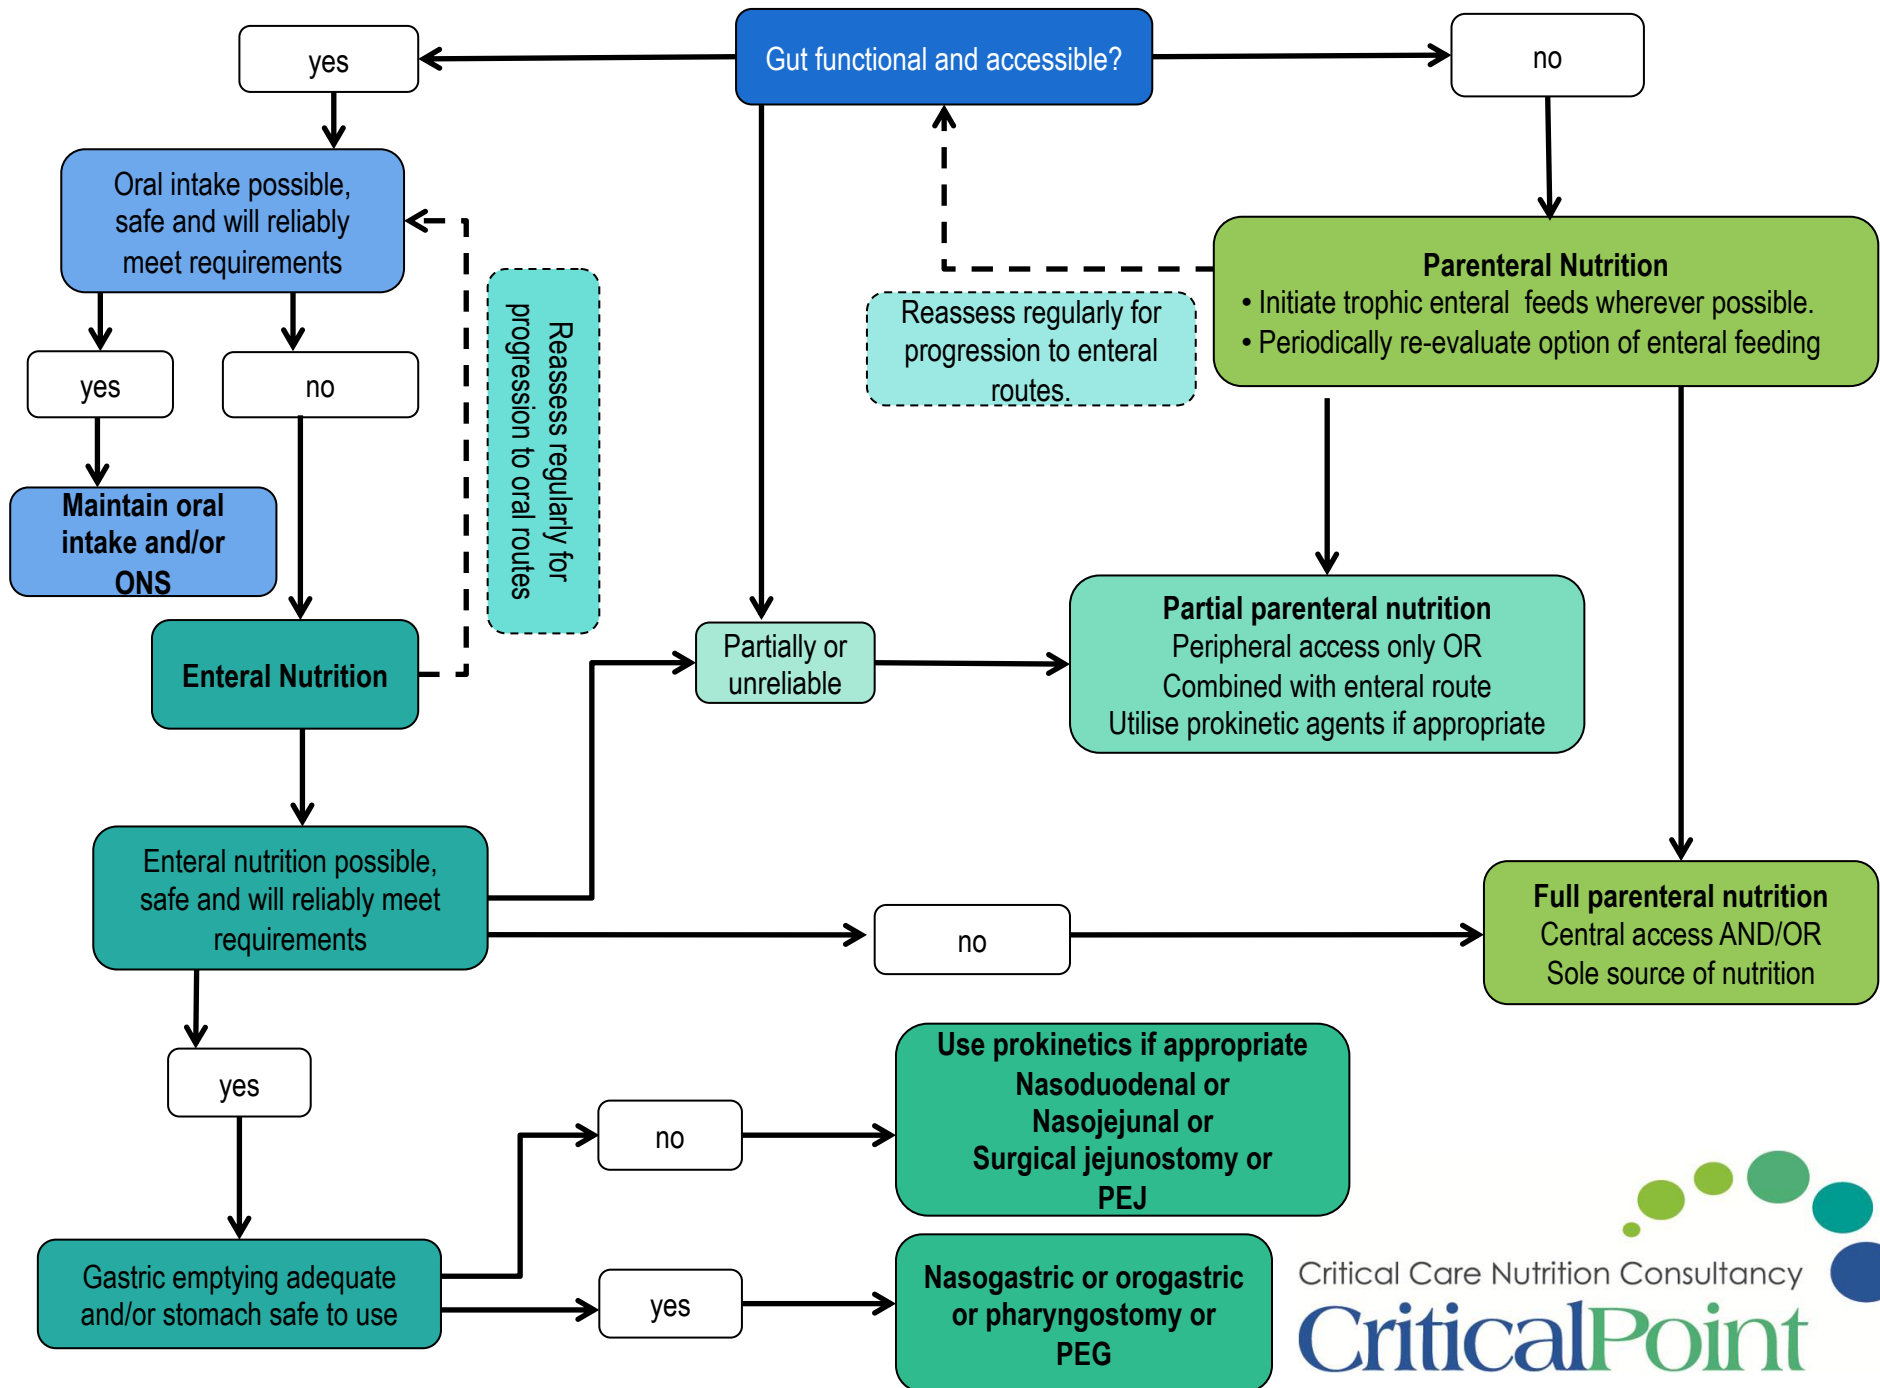 yes
Gut functional and accessible?
no
Oral intake possible,
safe and will reliably
meet requirements
yes
no
Reassess regularly for
progression to oral routes
Reassess regularly for
progression to enteral
routes.
Parenteral Nutrition
• Initiate trophic enteral feeds wherever possible.
• Periodically re-evaluate option of enteral feeding
Maintain oral
intake and/or
ONS
Enteral Nutrition
Partially or
unreliable
Partial parenteral nutrition
Peripheral access only OR
Combined with enteral route
Utilise prokinetic agents if appropriate
Enteral nutrition possible,
safe and will reliably meet
requirements
no
Full parenteral nutrition
Central access AND/OR
Sole source of nutrition
yes
no
Use prokinetics if appropriate
Nasoduodenal or
Nasojejunal or
Surgical jejunostomy or
PEJ
Gastric emptying adequate
and/or stomach safe to use
yes
Nasogastric or orogastric
or pharyngostomy or
PEG
Critical Care Nutrition Consultancy
CriticalPoint